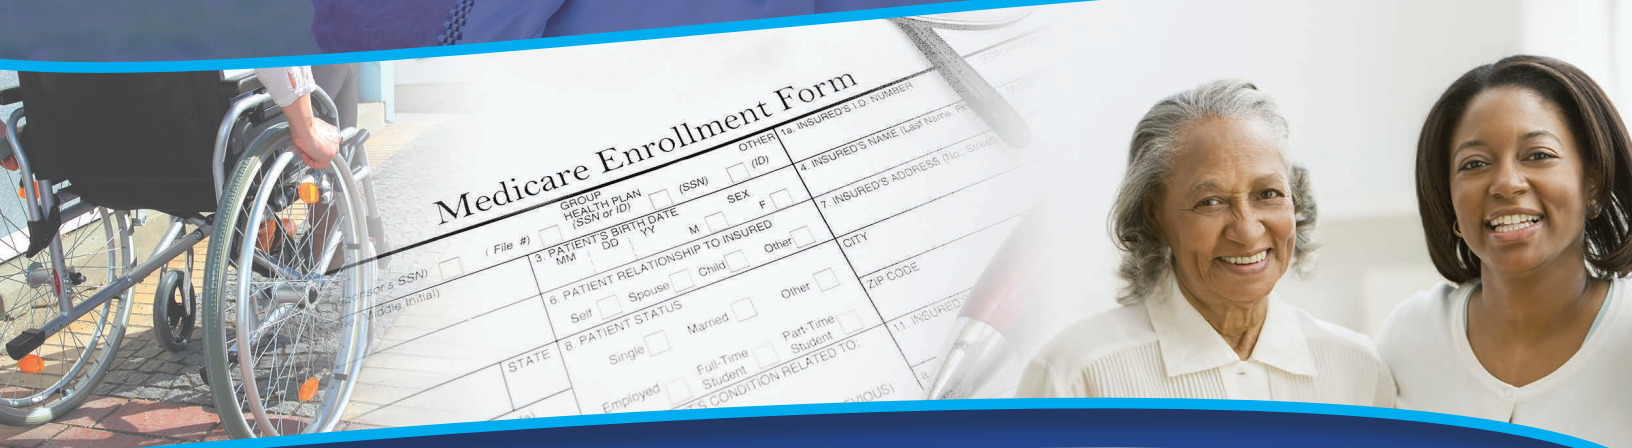 Medicare Enrollment Form
OTHER
1a. INSURED'S I.D. NUMBER
GROUP
HEALTH PLAN
(SSN or ID)
(SSN)
(ID)
4. INSURED'S NAME (Last Name,
(File #)
SSN)
3. PATIENT'S BIRTH DATE
MM DD YY
SEX
M F
7. INSURED'S ADDRESS (No., Street)
Middle Initial)
6. PATIENT RELATIONSHIP TO INSURED
Self Spouse Child Other
CITY
STATE
8. PATIENT STATUS
Single Married Other
ZIP CODE
Employed Full-Time
Student Part-Time
Student
11. INSURED'S
CONDITION RELATED TO:
a.